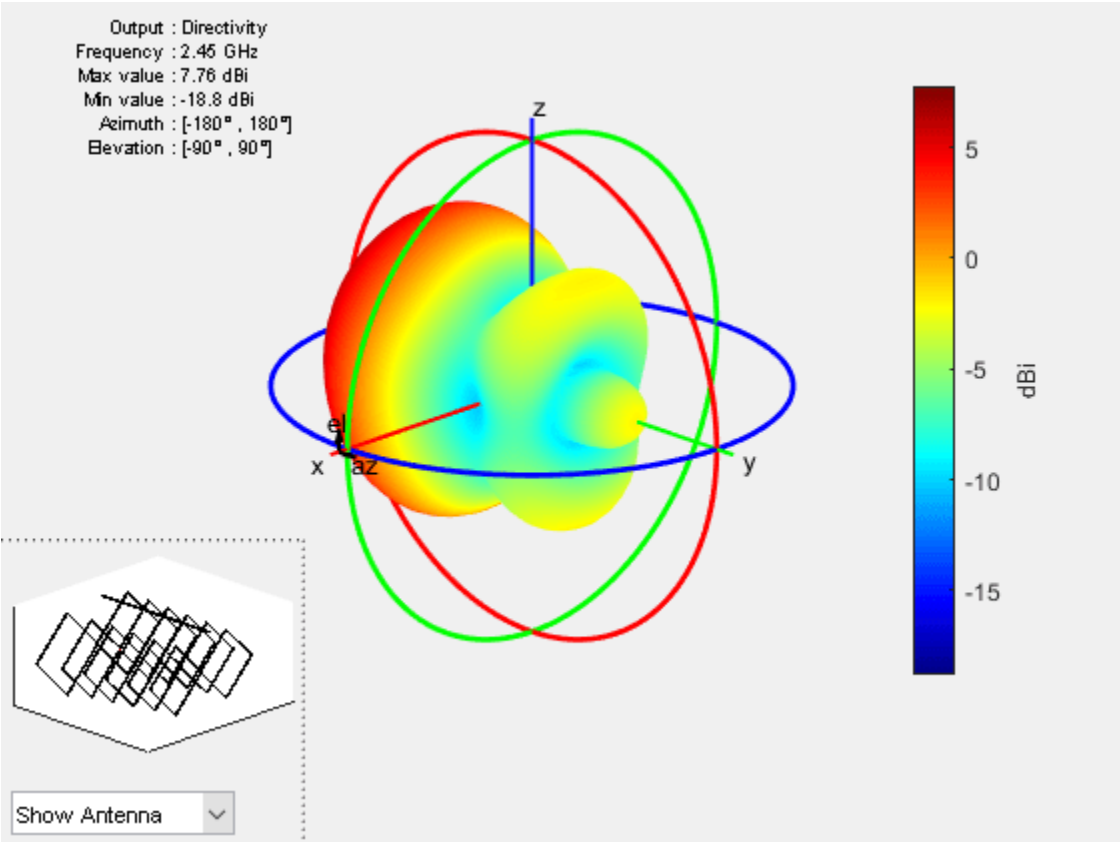 Output : Directivity
Frequency : 2.45 GHz
Max value : 7.76 dBi
Min value : -18.8 dBi
Azimuth : [-180° , 180°]
Elevation : [-90° , 90°]
z
el
x
az
y
5
0
-5
-10
-15
dBi
Show Antenna